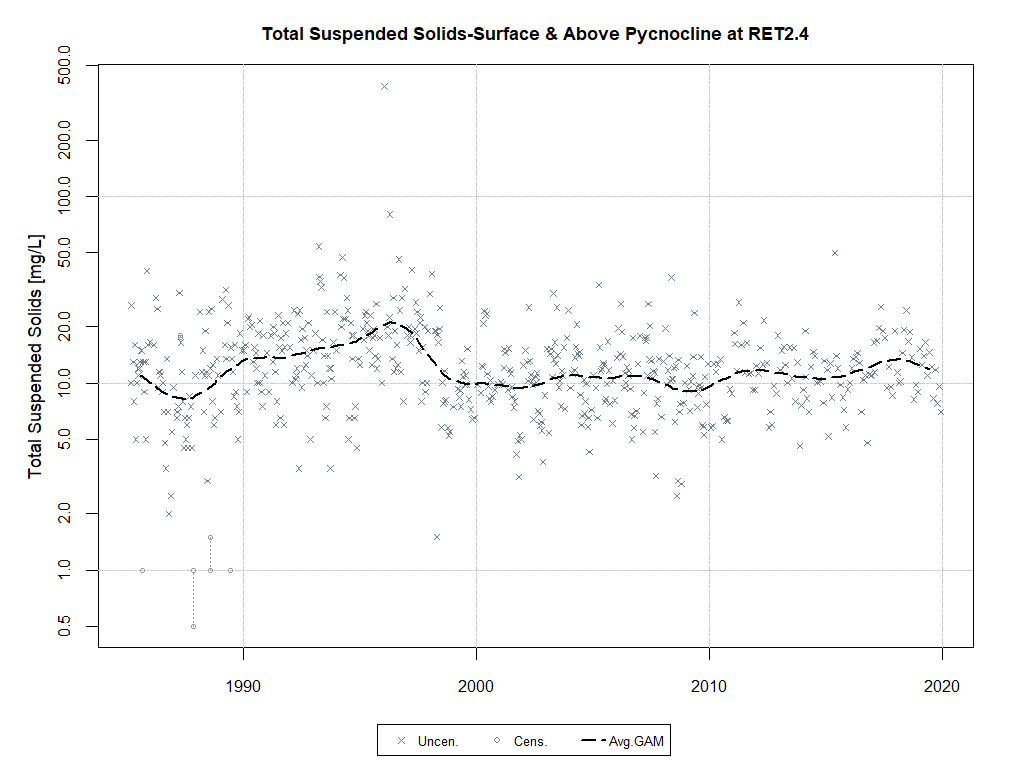 Total Suspended Solids-Surface & Above Pycnocline at RET2.4
Total Suspended Solids [mg/L]
500.0
200.0
100.0
50.0
20.0
10.0
5.0
2.0
1.0
0.5
1990 2000 2010 2020
Uncen. Cens. Avg.GAM